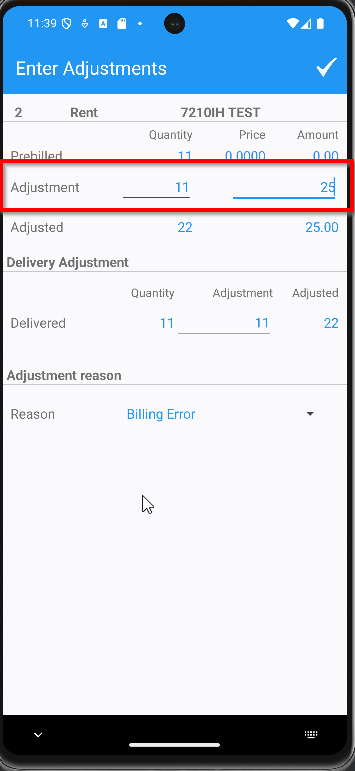 11:39
Enter Adjustments
2 Rent 7210IH TEST
Quantity Price Amount
Prebilled 11 0.0000 0.00
Adjustment 11 25
Adjusted 22 25.00
Delivery Adjustment
Quantity Adjustment Adjusted
Delivered 11 11 22
Adjustment reason
Reason Billing Error